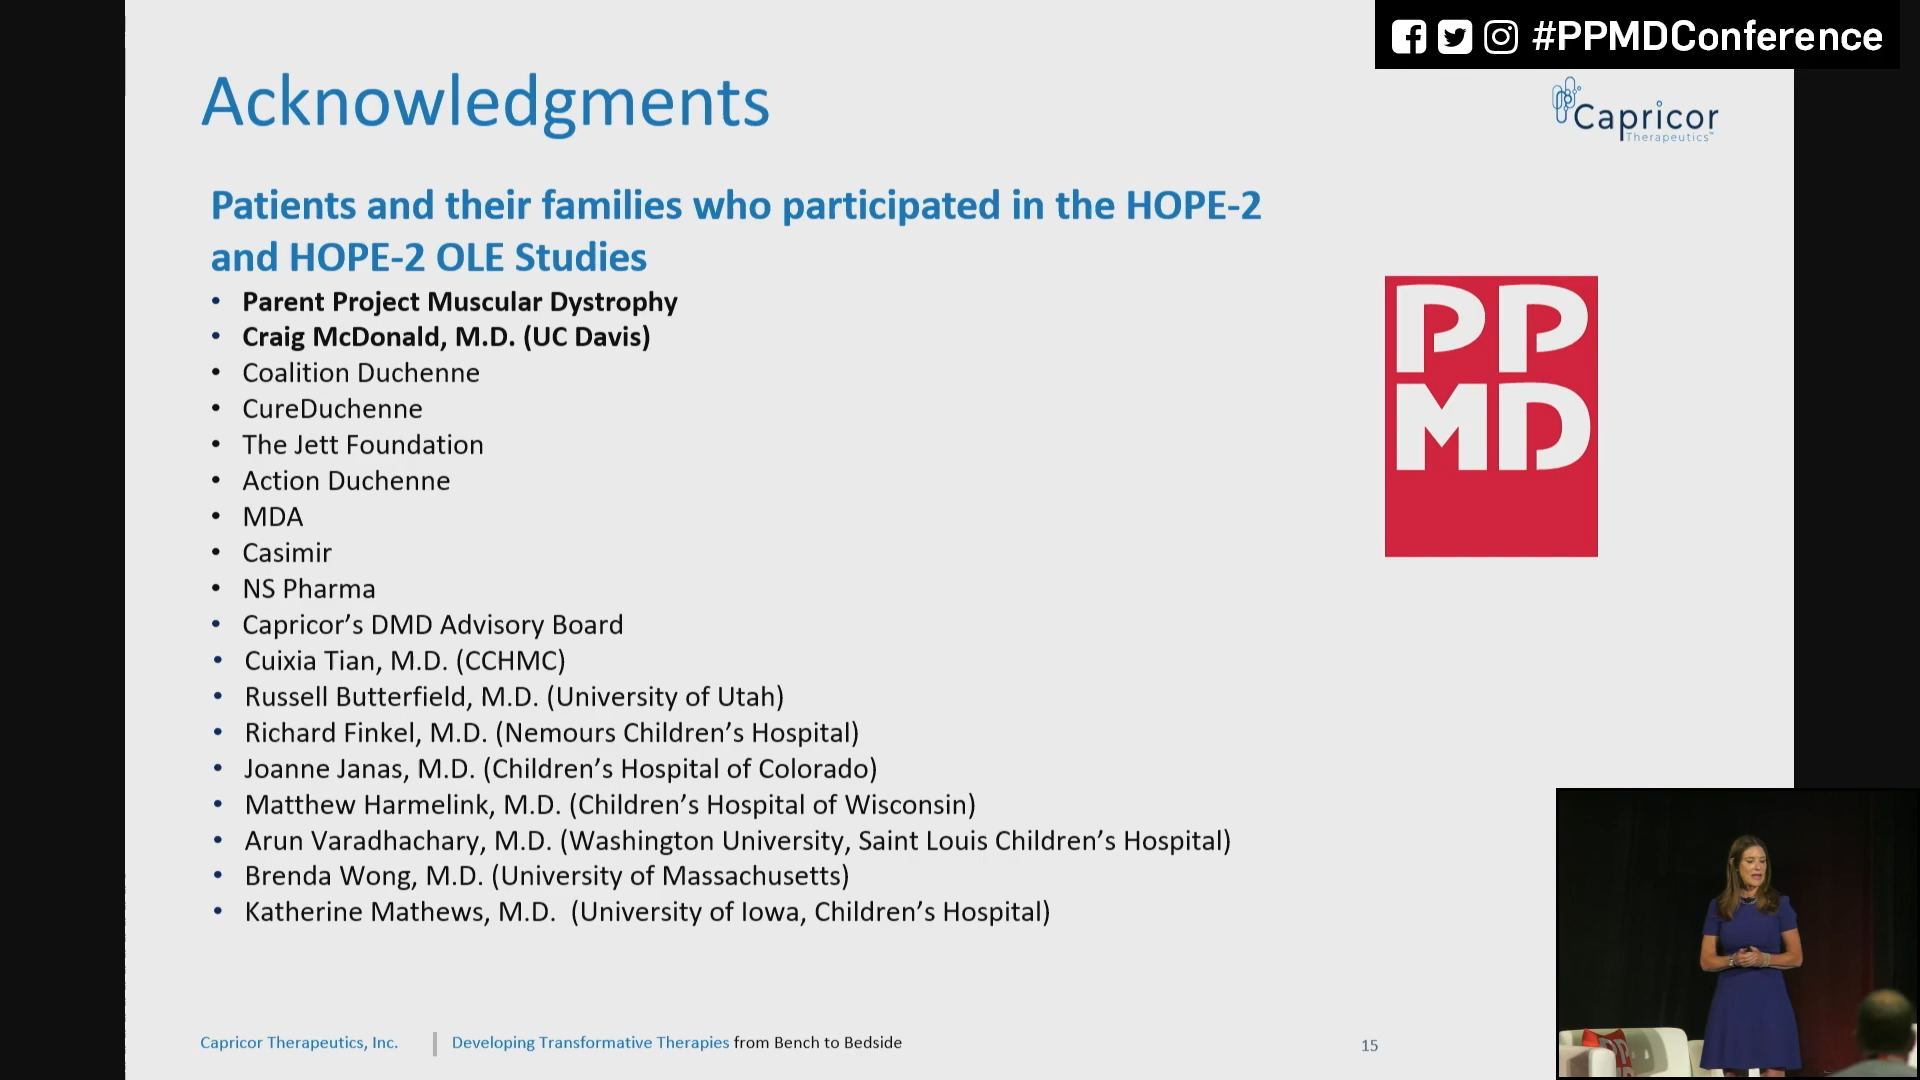 #PPMDConference
Acknowledgments
Capricor
Therapeutics™
Patients and their families who participated in the HOPE-2
and HOPE-2 OLE Studies
• Parent Project Muscular Dystrophy
• Craig McDonald, M.D. (UC Davis)
• Coalition Duchenne
• CureDuchenne
• The Jett Foundation
• Action Duchenne
• MDA
• Casimir
• NS Pharma
• Capricor’s DMD Advisory Board
• Cuixia Tian, M.D. (CCHMC)
• Russell Butterfield, M.D. (University of Utah)
• Richard Finkel, M.D. (Nemours Children’s Hospital)
• Joanne Janas, M.D. (Children’s Hospital of Colorado)
• Matthew Harmelink, M.D. (Children’s Hospital of Wisconsin)
• Arun Varadhachary, M.D. (Washington University, Saint Louis Children’s Hospital)
• Brenda Wong, M.D. (University of Massachusetts)
• Katherine Mathews, M.D. (University of Iowa, Children’s Hospital)
PP
MD
Capricor Therapeutics, Inc. | Developing Transformative Therapies from Bench to Bedside
15